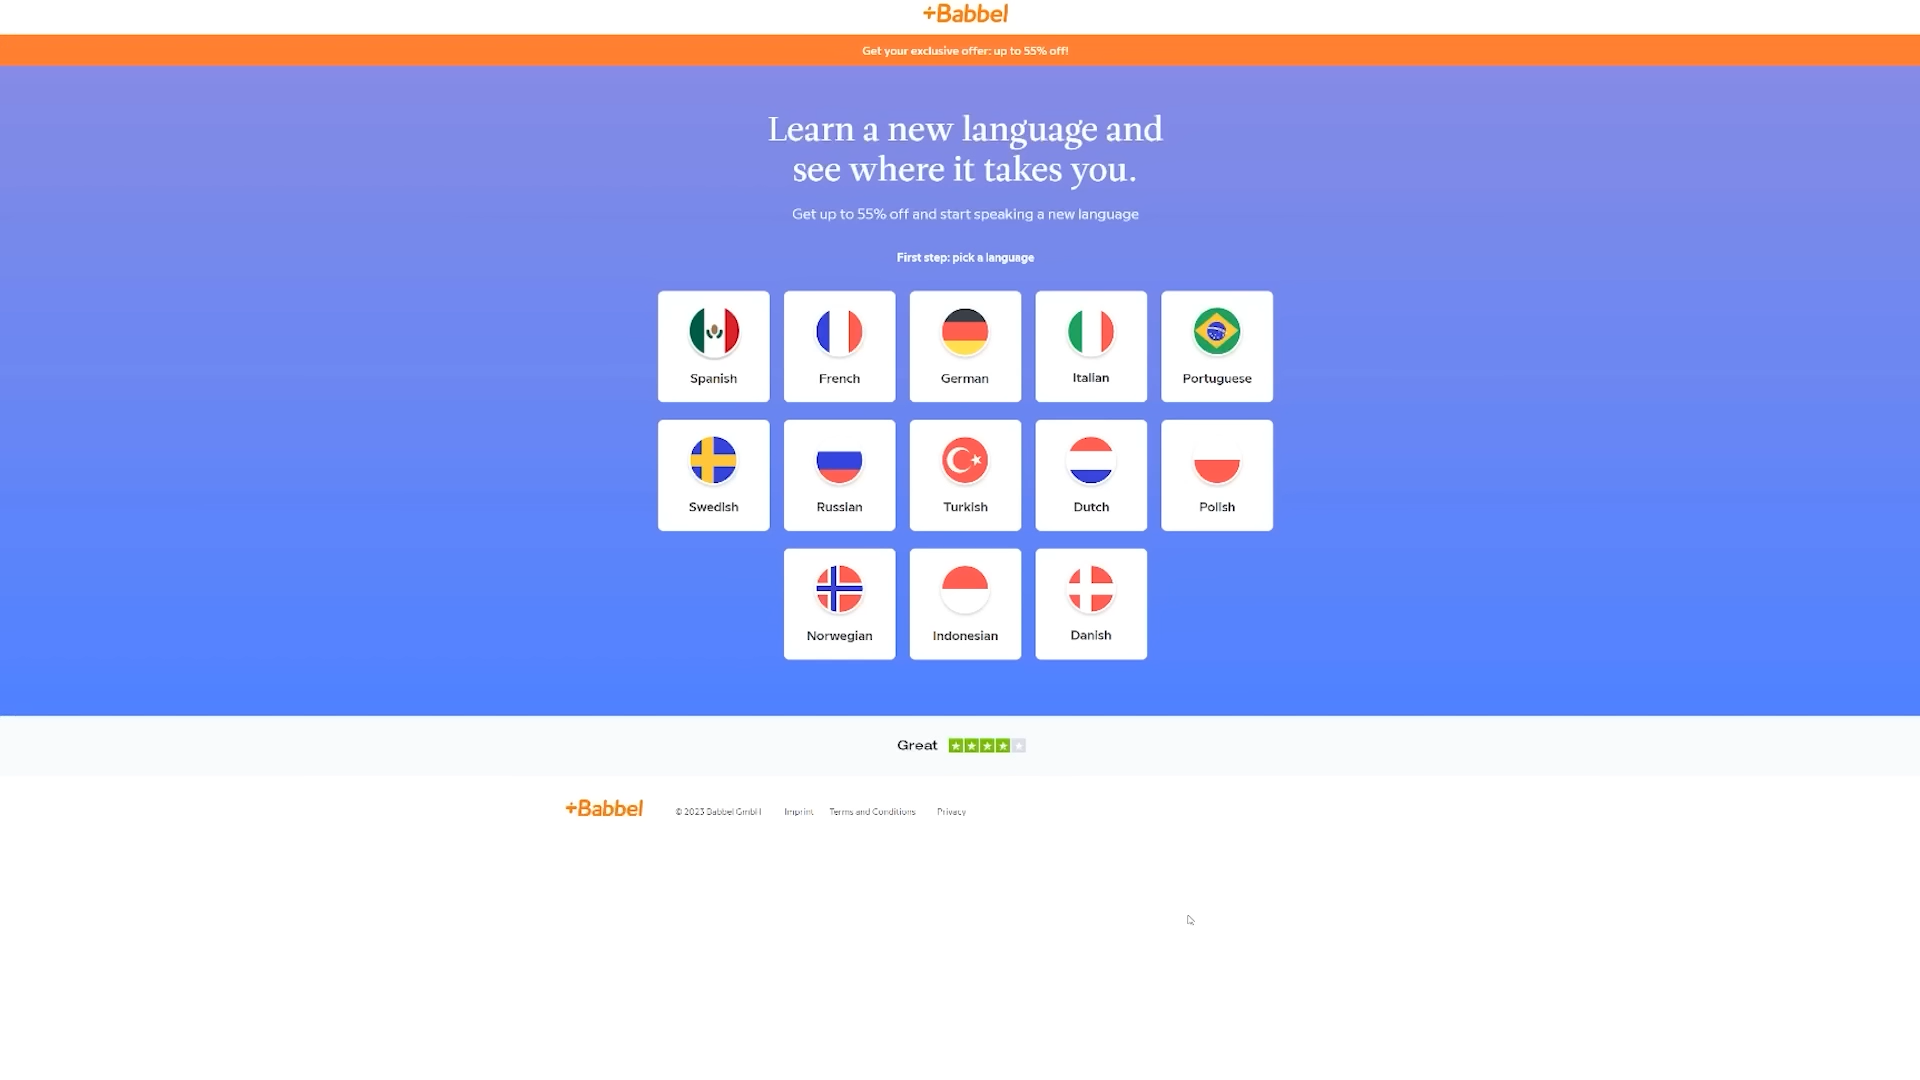 +Babbel
Get your exclusive offer: up to 55% off!
Learn a new language and
see where it takes you.
Get up to 55% off and start speaking a new language
First step: pick a language
Spanish
French
German
Italian
Portuguese
Swedish
Russian
Turkish
Dutch
Polish
Norwegian
Indonesian
Danish
Great
+Babbel
© 2023 Babbel GmbH
Imprint
Terms and Conditions
Privacy